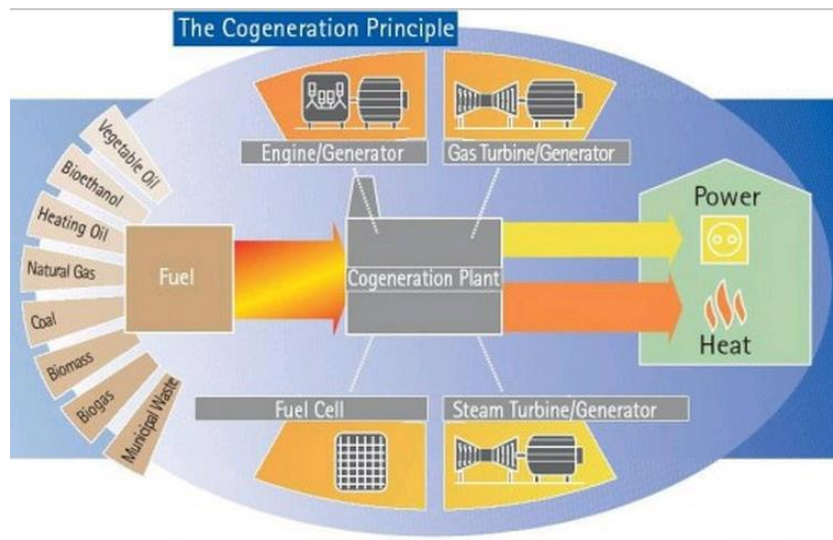 The Cogeneration Principle
Engine/Generator
Gas Turbine/Generator
Vegetable Oil
Bioethanol
Heating Oil
Natural Gas
Coal
Biomass
Biogas
Municipal Waste
Fuel
Cogeneration Plant
Power
Heat
Fuel Cell
Steam Turbine/Generator